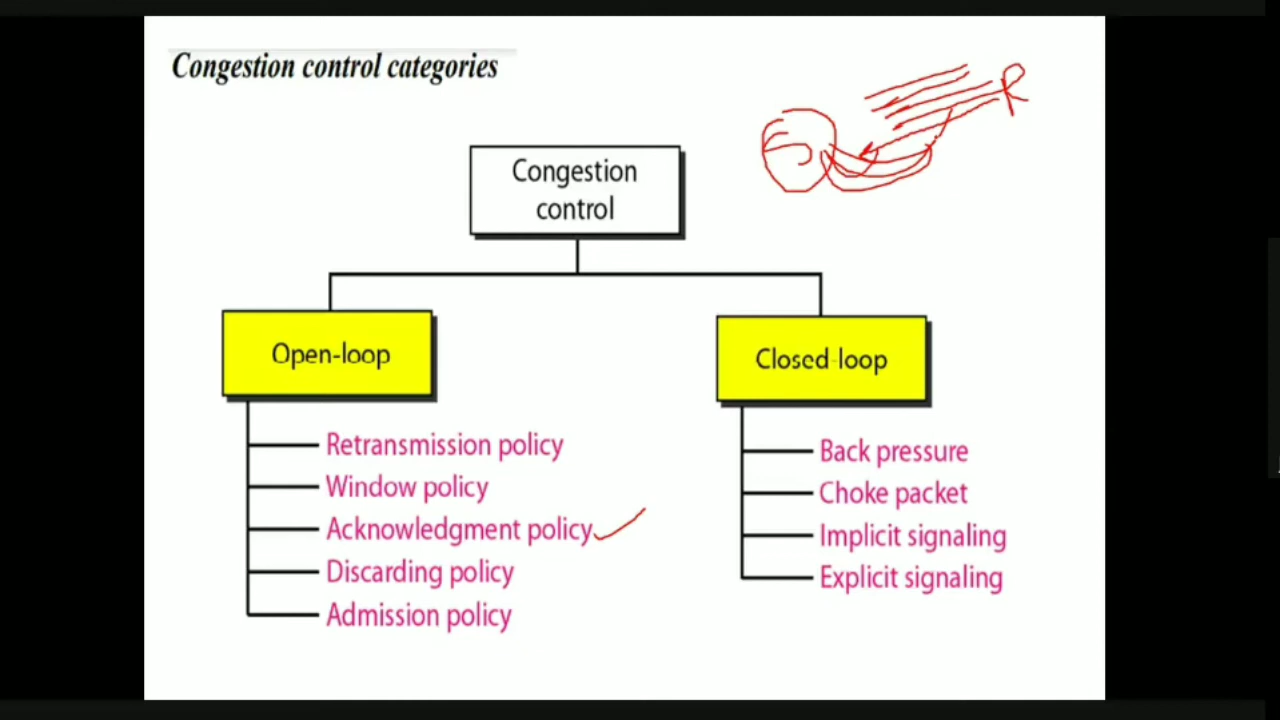 Congestion control categories
Congestion
control
Open-loop
Closed-loop
Retransmission policy
Window policy
Acknowledgment policy
Discarding policy
Admission policy
Back pressure
Choke packet
Implicit signaling
Explicit signaling